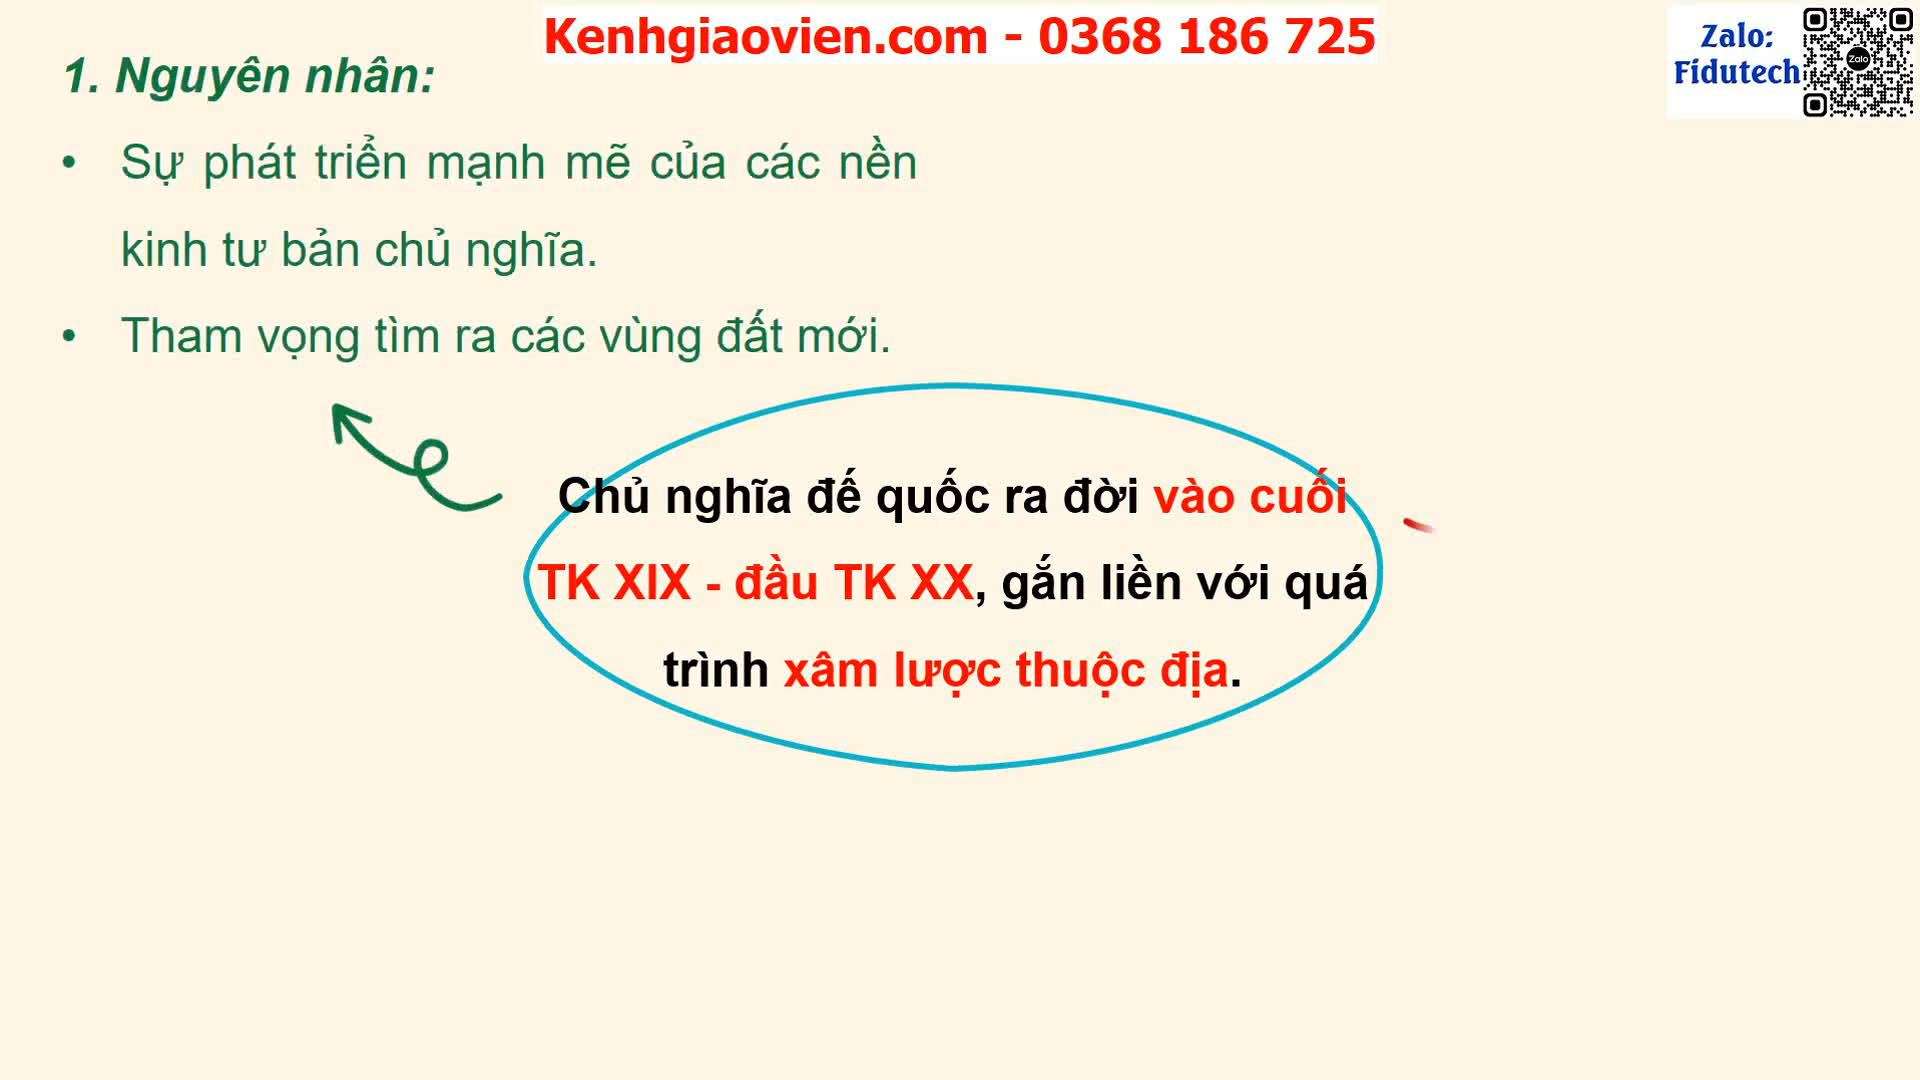 Kenhgiaovien.com - 0368 186 725
Zalo:
Fidutech
Zalo
1. Nguyên nhân:
• Sự phát triển mạnh mẽ của các nền
kinh tư bản chủ nghĩa.
• Tham vọng tìm ra các vùng đất mới.
Chủ nghĩa đế quốc ra đời vào cuối
TK XIX - đầu TK XX, gắn liền với quá
trình xâm lược thuộc địa.